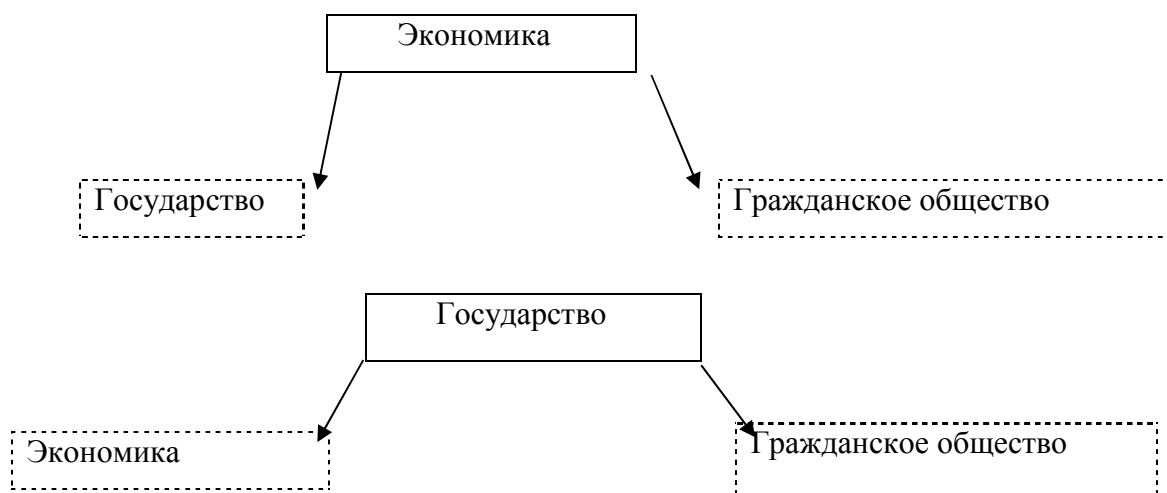 Экономика
Государство
Гражданское общество
Государство
Экономика
Гражданское общество